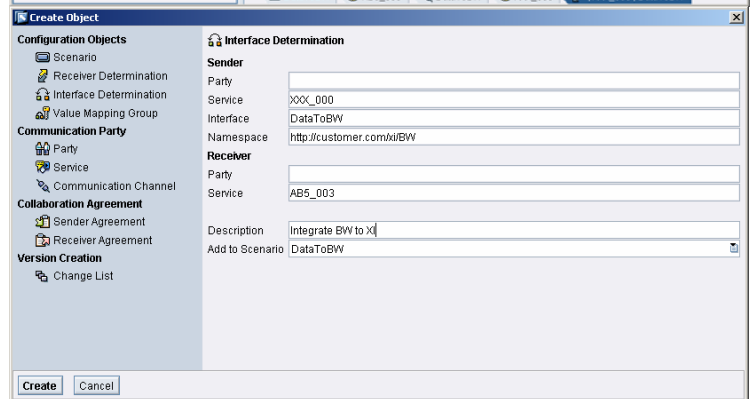 Create Object
Configuration Objects
Scenario
Receiver Determination
Interface Determination
Value Mapping Group
Communication Party
Party
Service
Communication Channel
Collaboration Agreement
Sender Agreement
Receiver Agreement
Version Creation
Change List
Interface Determination
Sender
Party
Service XXX_000
Interface DataToBW
Namespace http://customer.com/xi/BW
Receiver
Party
Service AB5_003
Description Integrate BW to XI
Add to Scenario DataToBW
Create Cancel